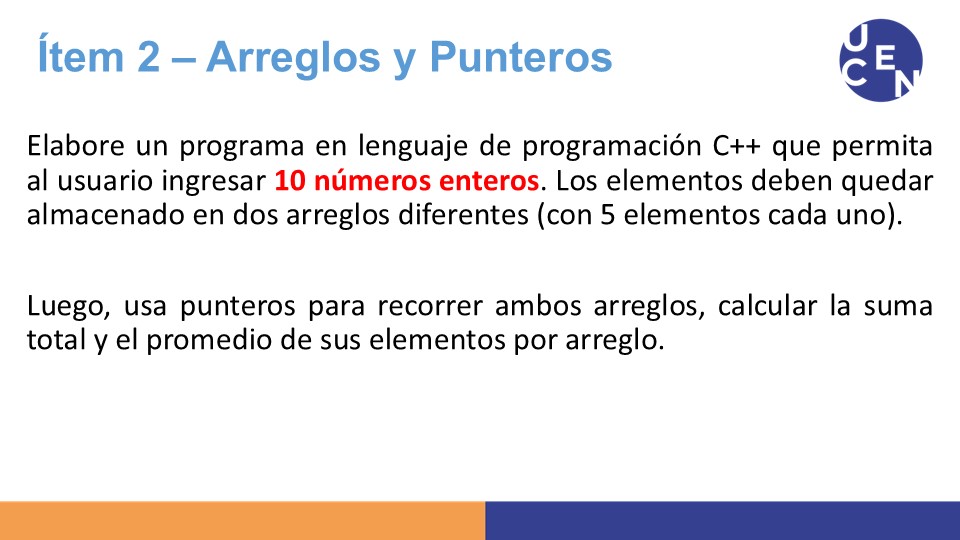 Ítem 2 – Arreglos y Punteros
UCEN
Elabore un programa en lenguaje de programación C++ que permita
al usuario ingresar 10 números enteros. Los elementos deben quedar
almacenado en dos arreglos diferentes (con 5 elementos cada uno).
Luego, usa punteros para recorrer ambos arreglos, calcular la suma
total y el promedio de sus elementos por arreglo.